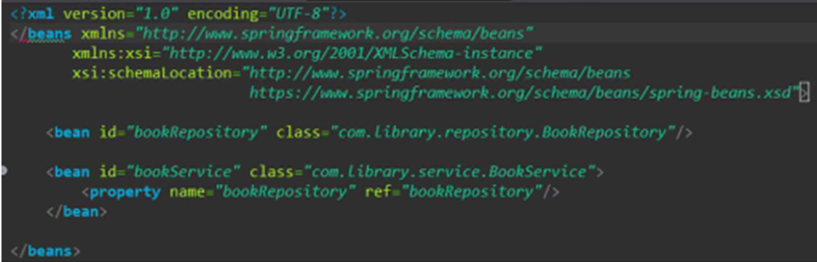 <?xml version="1.0" encoding="UTF-8"?>
</beans xmlns="http://www.springframework.org/schema/beans"
xmlns:xsi="http://www.w3.org/2001/XMLSchema-instance"
xsi:schemaLocation="http://www.springframework.org/schema/beans
https://www.springframework.org/schema/beans/spring-beans.xsd">
<bean id="bookRepository" class="com.library.repository.BookRepository"/>
<bean id="bookService" class="com.library.service.BookService">
<property name="bookRepository" ref="bookRepository"/>
</bean>
</beans>